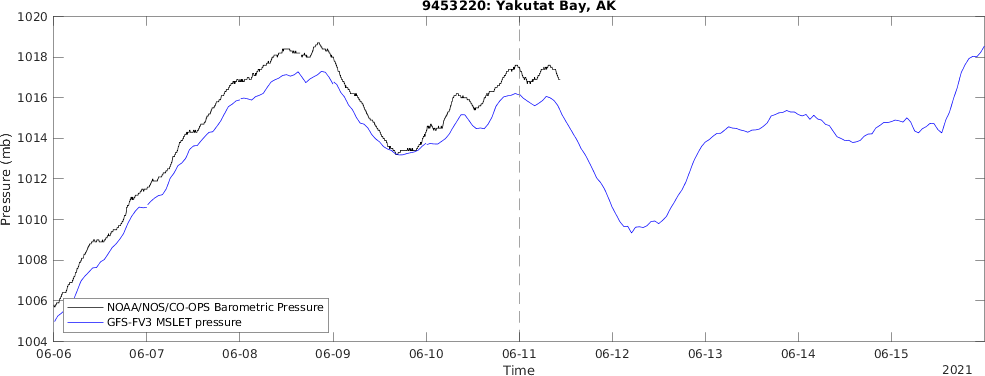 9453220: Yakutat Bay, AK
1020
1018
1016
1014
1012
1010
1008
1006
1004
Pressure (mb)
NOAA/NOS/CO-OPS Barometric Pressure
GFS-FV3 MSLET pressure
06-06 06-07 06-08 06-09 06-10 06-11 06-12 06-13 06-14 06-15
Time
2021